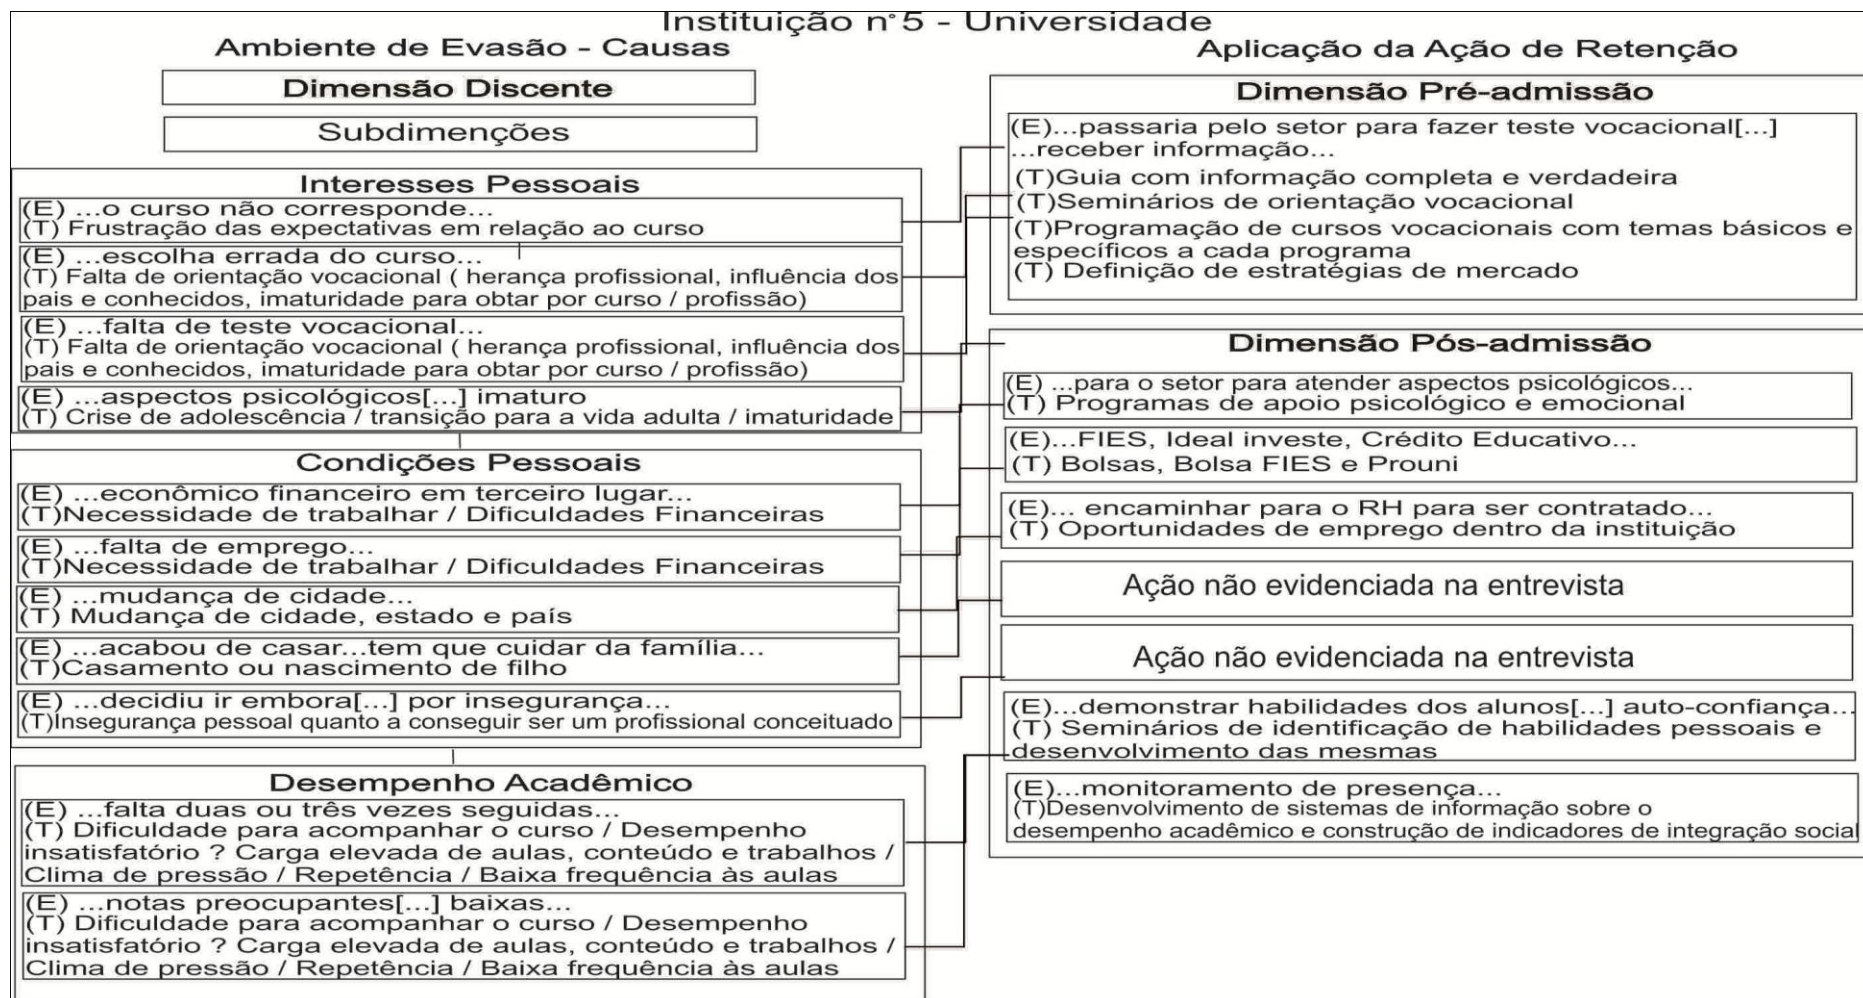 Instituição n°5 - Universidade
Ambiente de Evasão - Causas
Dimensão Discente
Subdimenções
Interesses Pessoais
(E) ...o curso não corresponde...
(T) Frustração das expectativas em relação ao curso
(E) ...escolha errada do curso...
(T) Falta de orientação vocacional ( herança profissional, influência dos
pais e conhecidos, imaturidade para obtar por curso / profissão)
(E) ...falta de teste vocacional...
(T) Falta de orientação vocacional ( herança profissional, influência dos
pais e conhecidos, imaturidade para obtar por curso / profissão)
(E) ...aspectos psicológicos[...] imaturo
(T) Crise de adolescência / transição para a vida adulta / imaturidade
Condições Pessoais
(E) ...econômico financeiro em terceiro lugar...
(T)Necessidade de trabalhar / Dificuldades Financeiras
(E) ...falta de emprego...
(T)Necessidade de trabalhar / Dificuldades Financeiras
(E) ...mudança de cidade...
(T) Mudança de cidade, estado e país
(E) ...acabou de casar...tem que cuidar da família...
(T)Casamento ou nascimento de filho
(E) ...decidiu ir embora[...] por insegurança...
(T)Insegurança pessoal quanto a conseguir ser um profissional conceituado
Desempenho Acadêmico
(E) ...falta duas ou três vezes seguidas...
(T) Dificuldade para acompanhar o curso / Desempenho
insatisfatório ? Carga elevada de aulas, conteúdo e trabalhos /
Clima de pressão / Repetência / Baixa frequência às aulas
(E) ...notas preocupantes[...] baixas...
(T) Dificuldade para acompanhar o curso / Desempenho
insatisfatório ? Carga elevada de aulas, conteúdo e trabalhos /
Clima de pressão / Repetência / Baixa frequência às aulas
Aplicação da Ação de Retenção
Dimensão Pré-admissão
(E)...passaria pelo setor para fazer teste vocacional[...]
...receber informação...
(T)Guia com informação completa e verdadeira
(T)Seminários de orientação vocacional
(T)Programação de cursos vocacionais com temas básicos e
específicos a cada programa
(T) Definição de estratégias de mercado
Dimensão Pós-admissão
(E) ...para o setor para atender aspectos psicológicos...
(T) Programas de apoio psicológico e emocional
(E)...FIES, Ideal investe, Crédito Educativo...
(T) Bolsas, Bolsa FIES e Prouni
(E)... encaminhar para o RH para ser contratado...
(T) Oportunidades de emprego dentro da instituição
Ação não evidenciada na entrevista
Ação não evidenciada na entrevista
(E)...demonstrar habilidades dos alunos[...] auto-confiança...
(T) Seminários de identificação de habilidades pessoais e
desenvolvimento das mesmas
(E)...monitoramento de presença...
(T)Desenvolvimento de sistemas de informação sobre o
desempenho acadêmico e construção de indicadores de integração social